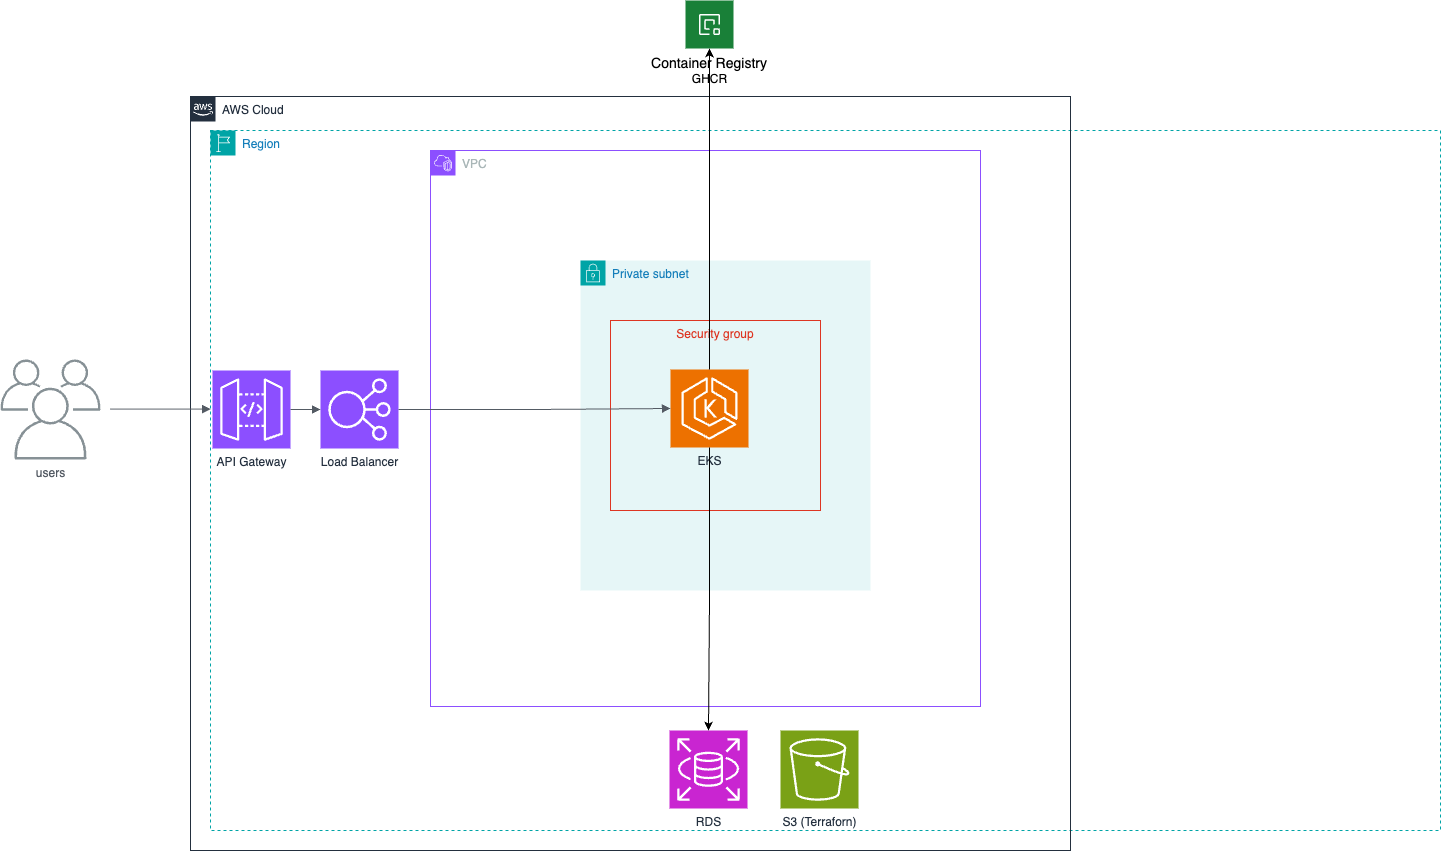 Container Registry
GHCR
aws
AWS Cloud
Region
VPC
Private subnet
Security group
</>
K
users
API Gateway
Load Balancer
EKS
RDS
S3 (Terraforn)